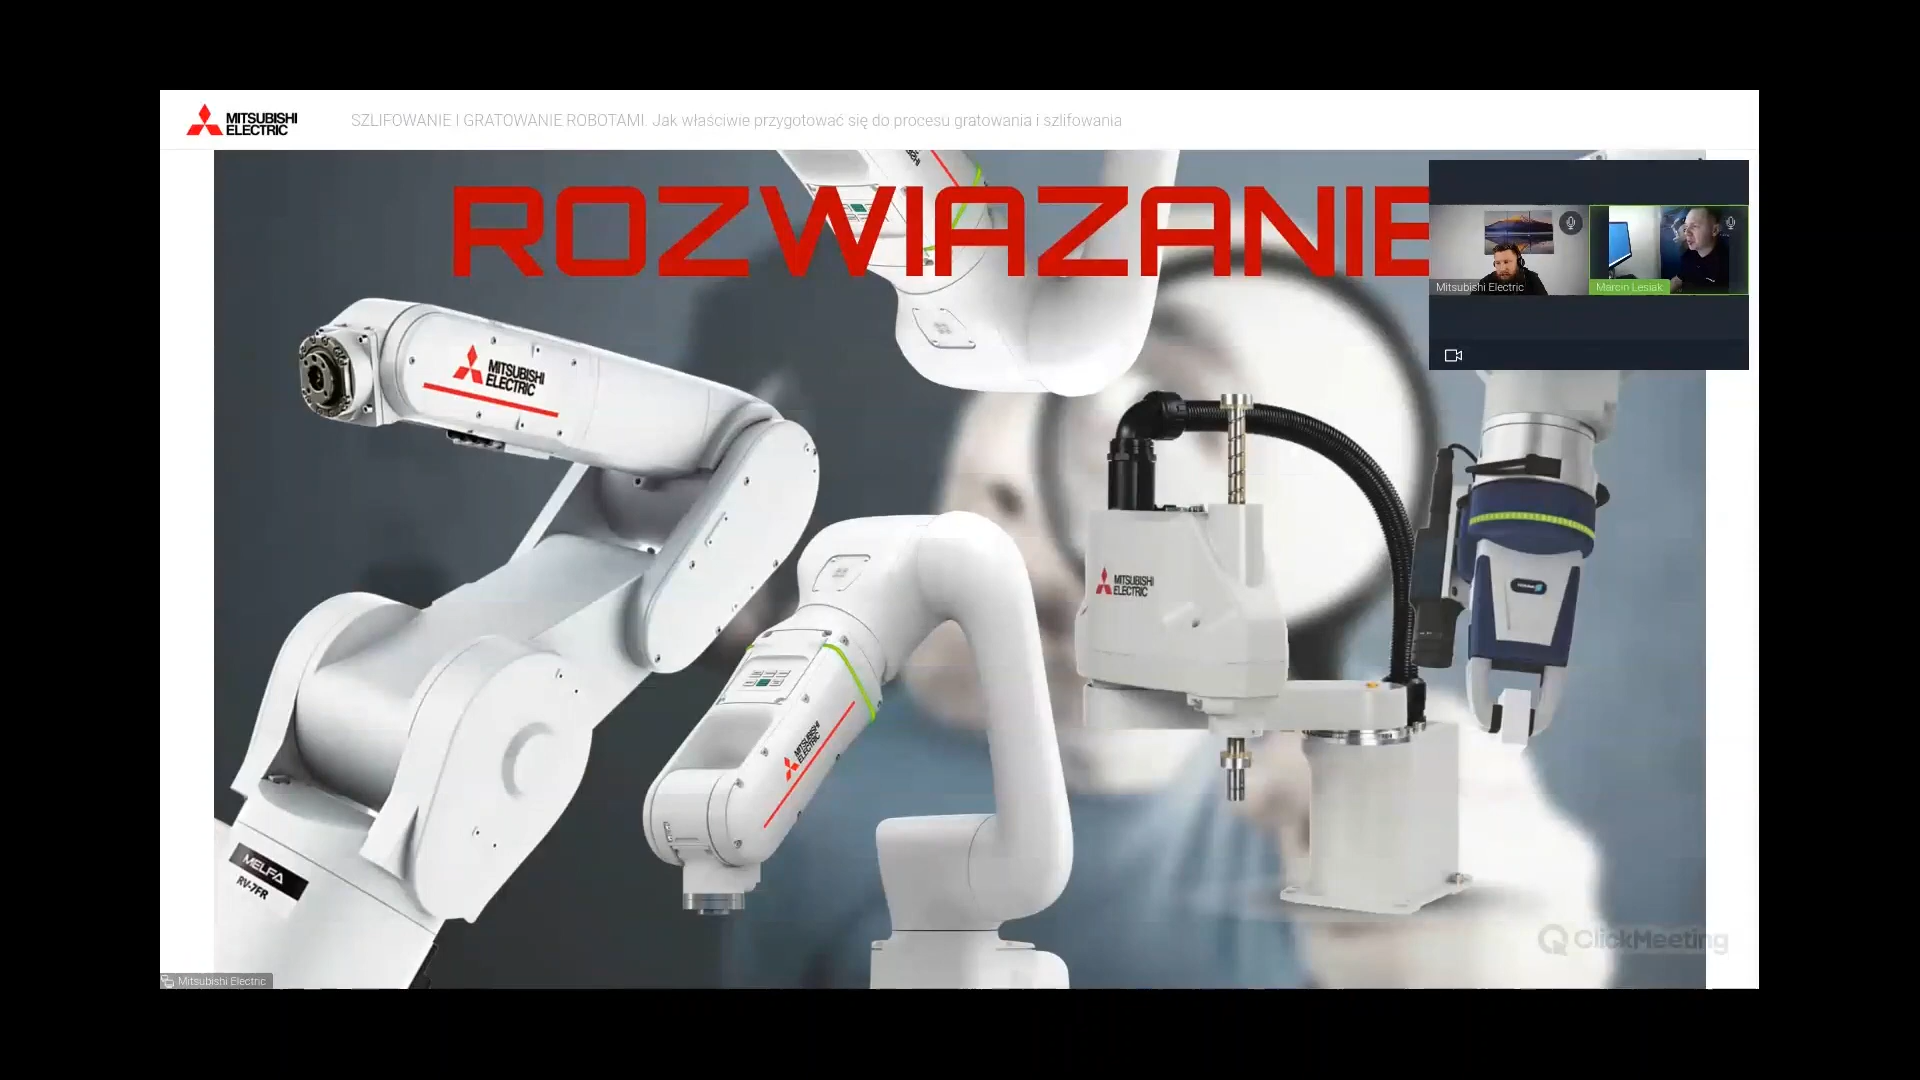 MITSUBISHI
ELECTRIC
SZLIFOWANIE I GRATOWANIE ROBOTAMI. Jak właściwie przygotować się do procesu gratowania i szlifowania
ROZWIAZANIE
Mitsubishi Electric
Marcin Lesiak
MITSUBISHI
ELECTRIC
MITSUBISHI
ELECTRIC
MITSUBISHI
ELECTRIC
MELFA
RV-7FR
ClickMeeting
Mitsubishi Electric